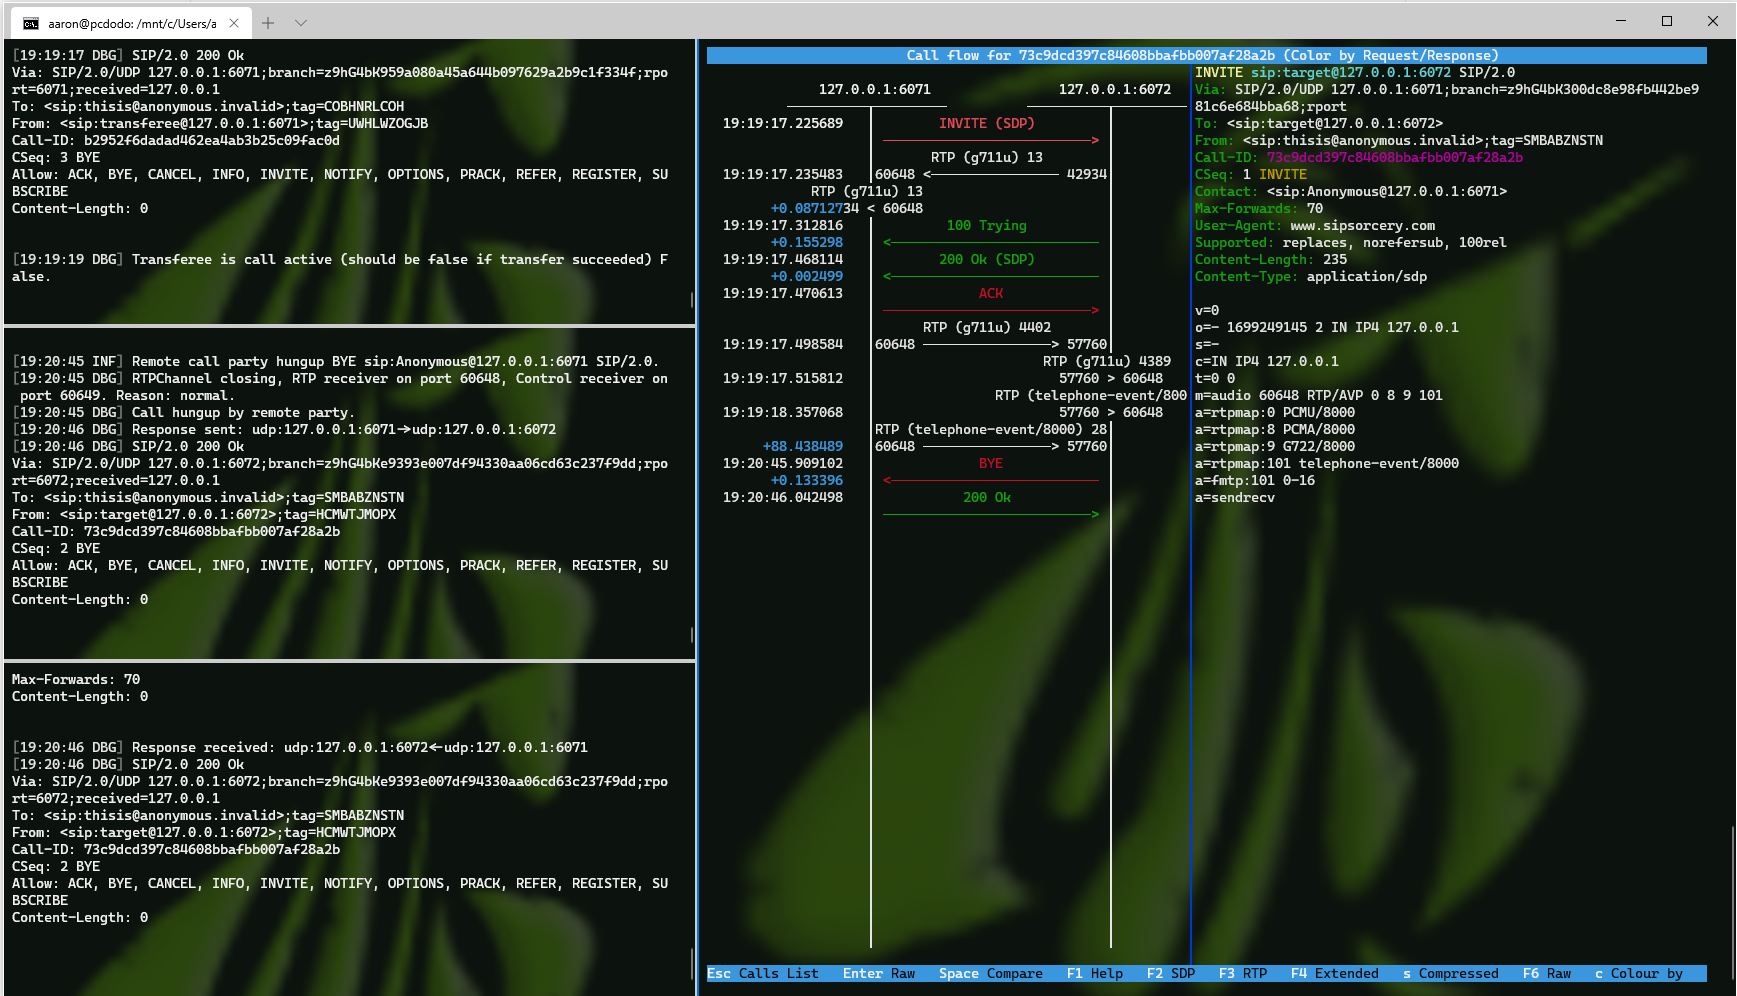 aaron@pcdodo: /mnt/c/Users/a
[19:19:17 DBG] SIP/2.0 200 Ok
Via: SIP/2.0/UDP 127.0.0.1:6071;branch=z9hG4bK959a080a45a644b097629a2b9c1f334f;rpo
rt=6071;received=127.0.0.1
To: <sip:thisis@anonymous.invalid>;tag=COBHNRLCOH
From: <sip:transferee@127.0.0.1:6071>;tag=UWHLWZOGJB
Call-ID: b2952f6dadad462ea4ab3b25c09fac0d
CSeq: 3 BYE
Allow: ACK, BYE, CANCEL, INFO, INVITE, NOTIFY, OPTIONS, PRACK, REFER, REGISTER, SU
BSCRIBE
Content-Length: 0
[19:19:19 DBG] Transferee is call active (should be false if transfer succeeded) F
alse.
[19:20:45 INF] Remote call party hungup BYE sip:Anonymous@127.0.0.1:6071 SIP/2.0.
[19:20:45 DBG] RTPChannel closing, RTP receiver on port 60648, Control receiver on
port 60649. Reason: normal.
[19:20:45 DBG] Call hungup by remote party.
[19:20:46 DBG] Response sent: udp:127.0.0.1:6071->udp:127.0.0.1:6072
[19:20:46 DBG] SIP/2.0 200 Ok
Via: SIP/2.0/UDP 127.0.0.1:6072;branch=z9hG4bKe9393e007df94330aa06cd63c237f9dd;rpo
rt=6072;received=127.0.0.1
To: <sip:thisis@anonymous.invalid>;tag=SMBABZNSTN
From: <sip:target@127.0.0.1:6072>;tag=HCMWTJMOPX
Call-ID: 73c9dcd397c84608bbafbb007af28a2b
CSeq: 2 BYE
Allow: ACK, BYE, CANCEL, INFO, INVITE, NOTIFY, OPTIONS, PRACK, REFER, REGISTER, SU
BSCRIBE
Content-Length: 0
Max-Forwards: 70
Content-Length: 0
[19:20:46 DBG] Response received: udp:127.0.0.1:6072<-udp:127.0.0.1:6071
[19:20:46 DBG] SIP/2.0 200 Ok
Via: SIP/2.0/UDP 127.0.0.1:6072;branch=z9hG4bKe9393e007df94330aa06cd63c237f9dd;rpo
rt=6072;received=127.0.0.1
To: <sip:thisis@anonymous.invalid>;tag=SMBABZNSTN
From: <sip:target@127.0.0.1:6072>;tag=HCMWTJMOPX
Call-ID: 73c9dcd397c84608bbafbb007af28a2b
CSeq: 2 BYE
Allow: ACK, BYE, CANCEL, INFO, INVITE, NOTIFY, OPTIONS, PRACK, REFER, REGISTER, SU
BSCRIBE
Content-Length: 0
Call flow for 73c9dcd397c84608bbafbb007af28a2b (Color by Request/Response)
127.0.0.1:6071 127.0.0.1:6072
19:19:17.225689 INVITE (SDP)
RTP (g711u) 13
19:19:17.235483 60648 <──── 42934
RTP (g711u) 13
+0.08712734 < 60648
19:19:17.312816 100 Trying
+0.155298
19:19:17.468114 200 Ok (SDP)
+0.002499
19:19:17.470613 ACK
RTP (g711u) 4402
19:19:17.498584 60648 ────> 57760
RTP (g711u) 4389
19:19:17.515812 57760 > 60648
RTP (telephone-event/800
19:19:18.357068 57760 > 60648
RTP (telephone-event/8000) 28
+88.438489 60648 ────> 57760
19:20:45.909102 BYE
+0.133396
19:20:46.042498 200 Ok
INVITE sip:target@127.0.0.1:6072 SIP/2.0
Via: SIP/2.0/UDP 127.0.0.1:6071;branch=z9hG4bK300dc8e98fb442be9
81c6e684bba68;rport
To: <sip:target@127.0.0.1:6072>
From: <sip:thisis@anonymous.invalid>;tag=SMBABZNSTN
Call-ID: 73c9dcd397c84608bbafbb007af28a2b
CSeq: 1 INVITE
Contact: <sip:Anonymous@127.0.0.1:6071>
Max-Forwards: 70
User-Agent: www.sipsorcery.com
Supported: replaces, norefersub, 100rel
Content-Length: 235
Content-Type: application/sdp
v=0
o=- 1699249145 2 IN IP4 127.0.0.1
s=-
c=IN IP4 127.0.0.1
t=0 0
m=audio 60648 RTP/AVP 0 8 9 101
a=rtpmap:0 PCMU/8000
a=rtpmap:8 PCMA/8000
a=rtpmap:9 G722/8000
a=rtpmap:101 telephone-event/8000
a=fmtp:101 0-16
a=sendrecv
Esc Calls List Enter Raw Space Compare F1 Help F2 SDP F3 RTP F4 Extended s Compressed F6 Raw c Colour by